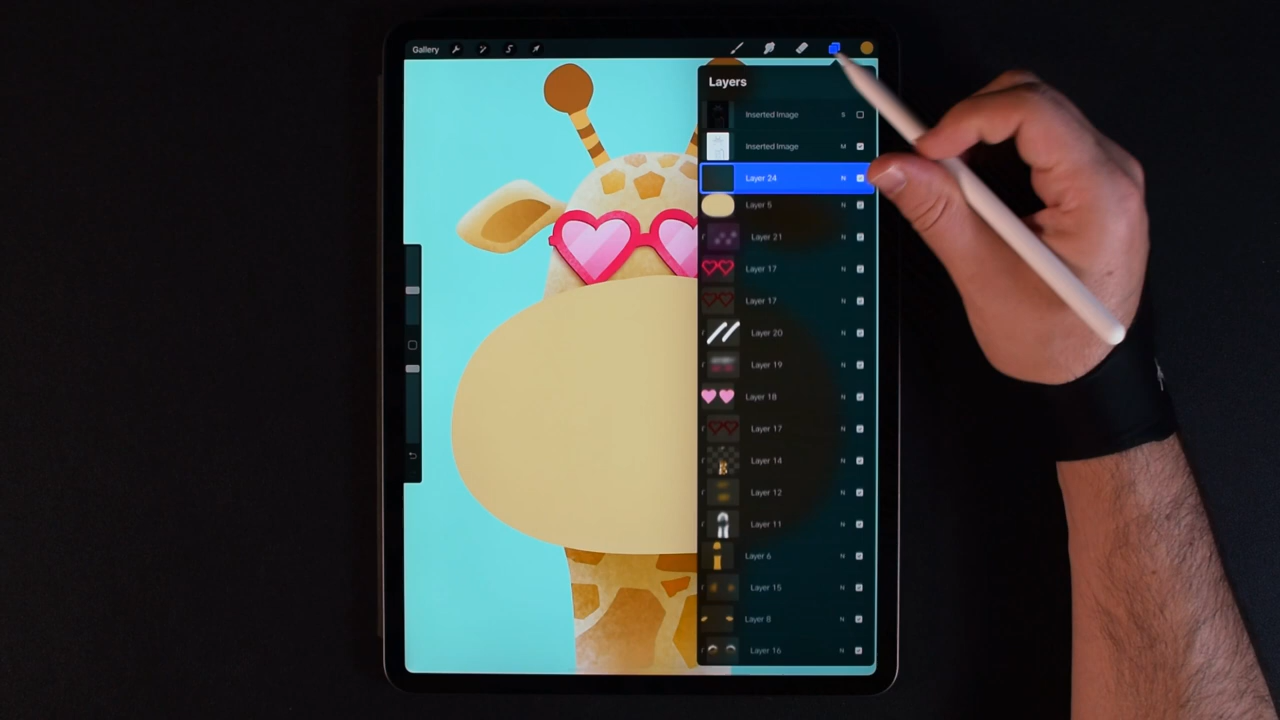 Gallery
Layers
Inserted Image S
Inserted Image M
Layer 24 N
Layer 5 N
Layer 21 N
Layer 17 N
Layer 17 N
Layer 20 N
Layer 19 N
Layer 18 N
Layer 17 N
Layer 14 N
Layer 12 N
Layer 11 N
Layer 6 N
Layer 15 N
Layer 8 N
Layer 16 N